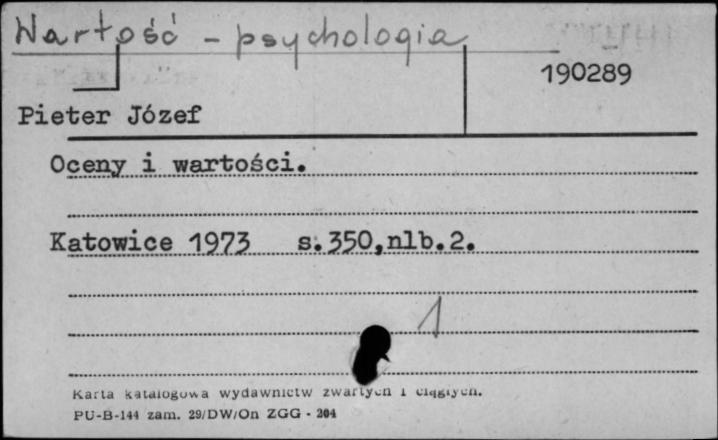 Wartość - psychologia
190289
Pieter Józef
Oceny i wartości.
Katowice 1973 s.350,nlb.2.
1
Karta katalogowa wydawnictw zwartych i ciągłych.
PU-B-144 zam. 29/DW/On ZGG - 204